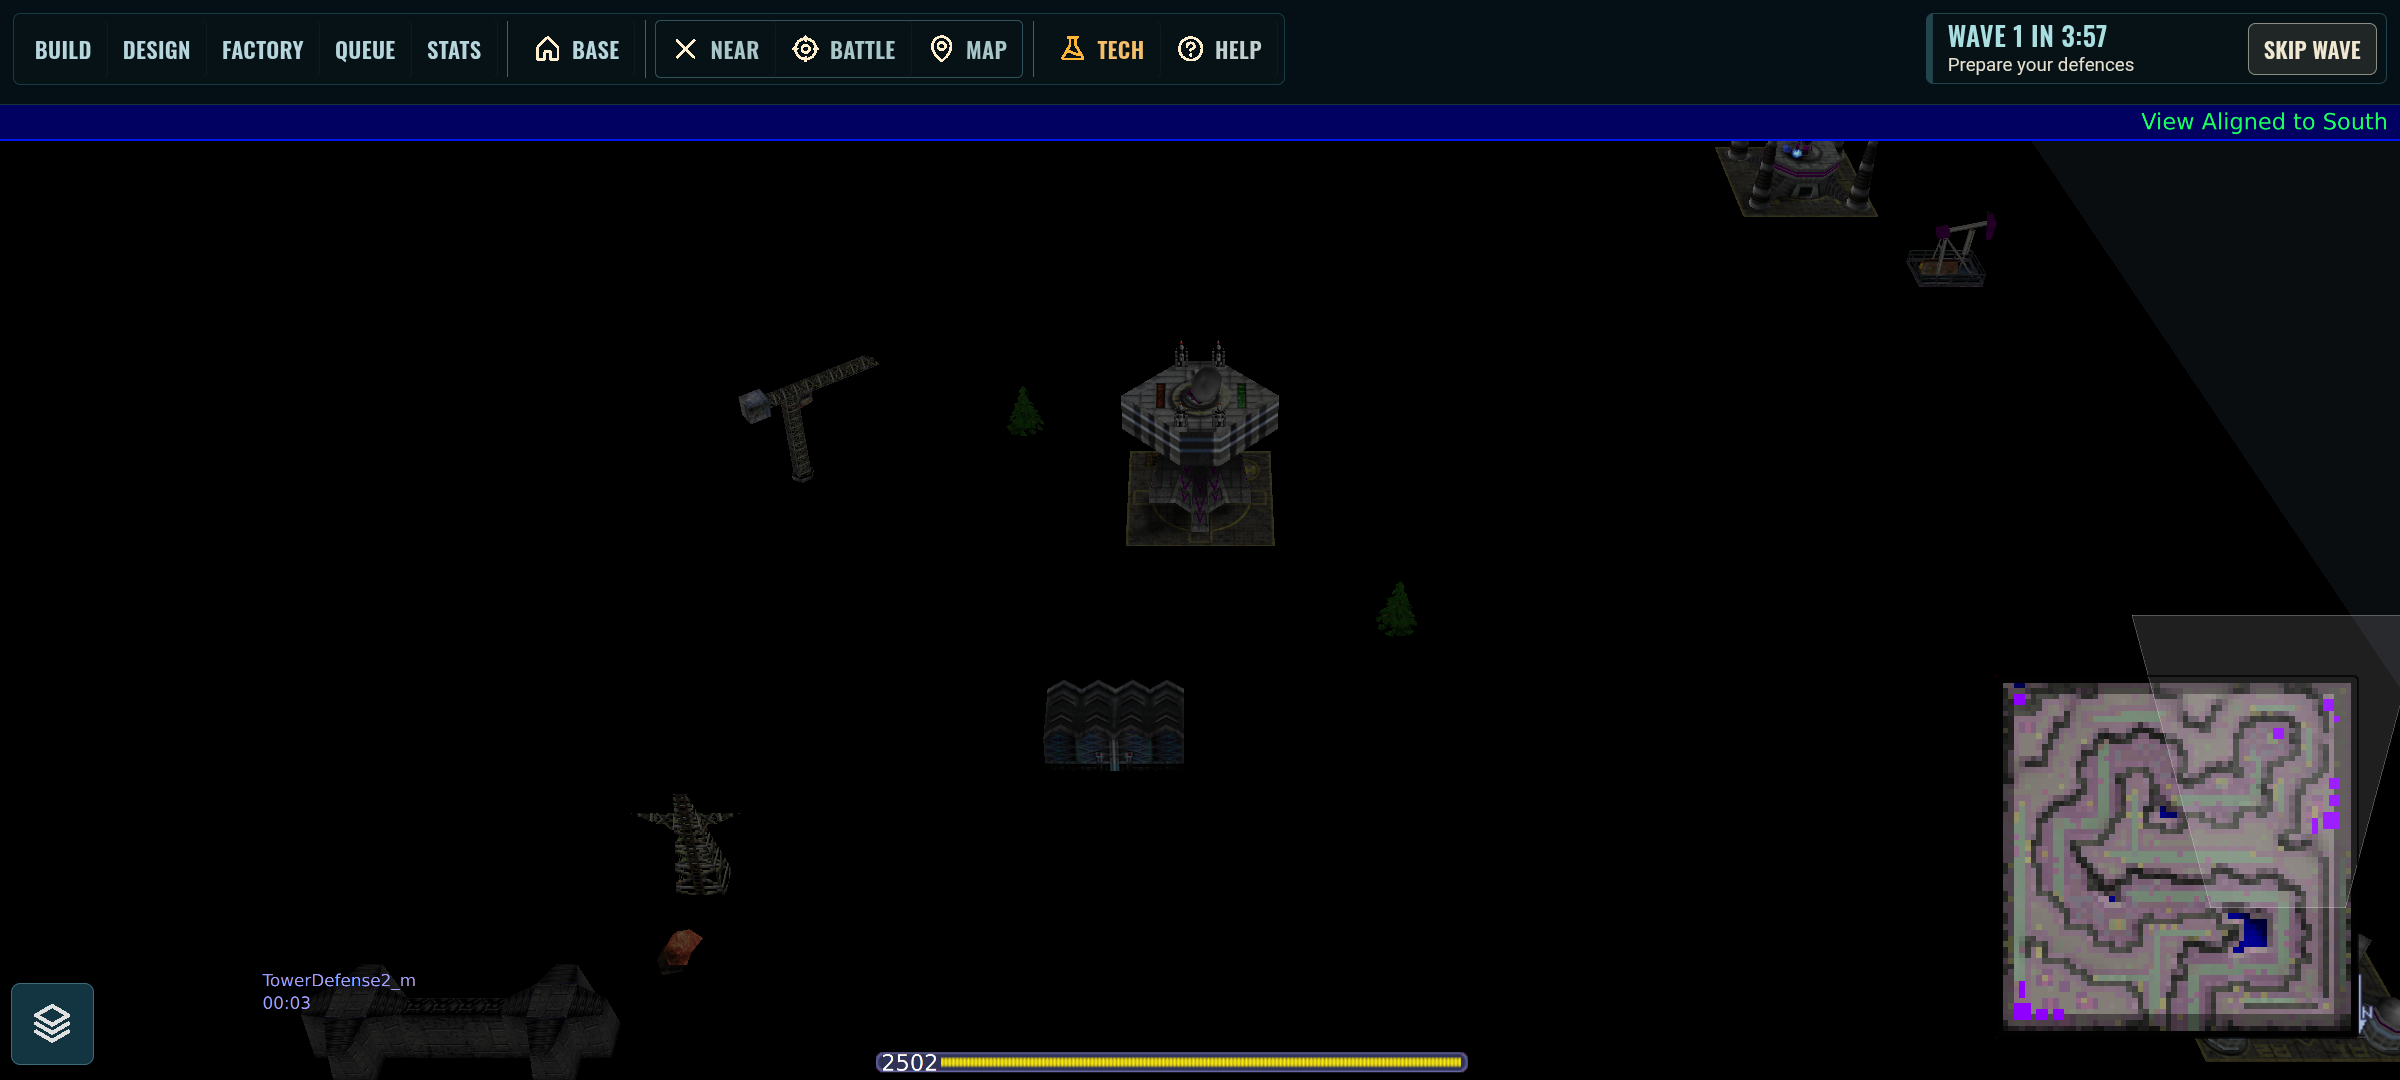 BUILD DESIGN FACTORY QUEUE STATS BASE NEAR BATTLE MAP TECH HELP
WAVE 1 IN 3:57
Prepare your defences
SKIP WAVE
View Aligned to South
TowerDefense2_m
00:03
N
2502